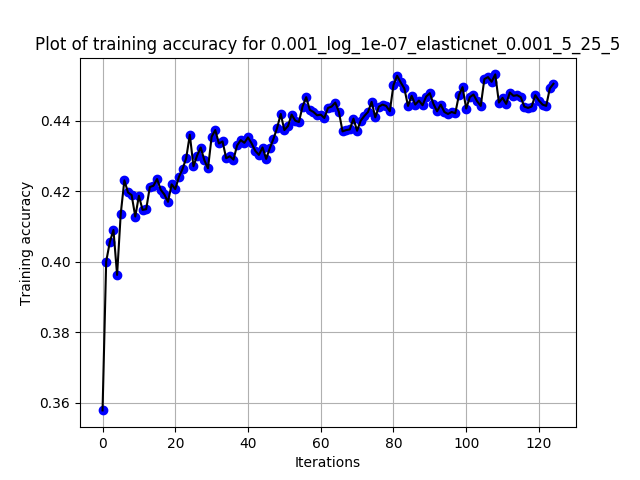 Plot of training accuracy for 0.001_log_1e-07_elasticnet_0.001_5_25_5
0.44
0.42
0.40
0.38
0.36
Training accuracy
0 20 40 60 80 100 120
Iterations